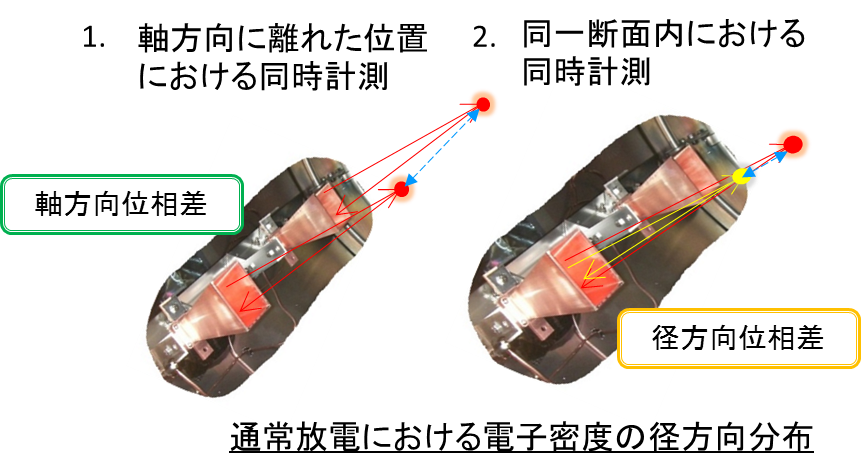 1. 軸方向に離れた位置
における同時計測
2. 同一断面内における
同時計測
軸方向位相差
径方向位相差
通常放電における電子密度の径方向分布